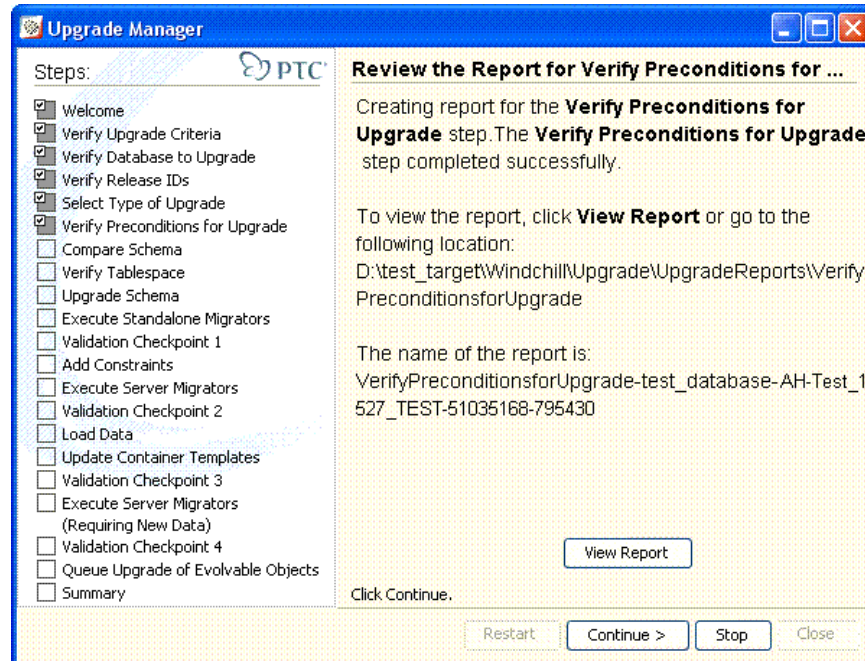 Upgrade Manager
Steps:
PTC
Welcome
Verify Upgrade Criteria
Verify Database to Upgrade
Verify Release IDs
Select Type of Upgrade
Verify Preconditions for Upgrade
Compare Schema
Verify Tablespace
Upgrade Schema
Execute Standalone Migrators
Validation Checkpoint 1
Add Constraints
Execute Server Migrators
Validation Checkpoint 2
Load Data
Update Container Templates
Validation Checkpoint 3
Execute Server Migrators
(Requiring New Data)
Validation Checkpoint 4
Queue Upgrade of Evolvable Objects
Summary
Review the Report for Verify Preconditions for ...
Creating report for the Verify Preconditions for
Upgrade step.The Verify Preconditions for Upgrade
step completed successfully.
To view the report, click View Report or go to the
following location:
D:\test_target\Windchill\Upgrade\UpgradeReports\Verify
PreconditionsforUpgrade
The name of the report is:
VerifyPreconditionsforUpgrade-test_database-AH-Test_1
527_TEST-51035168-795430
View Report
Click Continue.
Restart
Continue >
Stop
Close